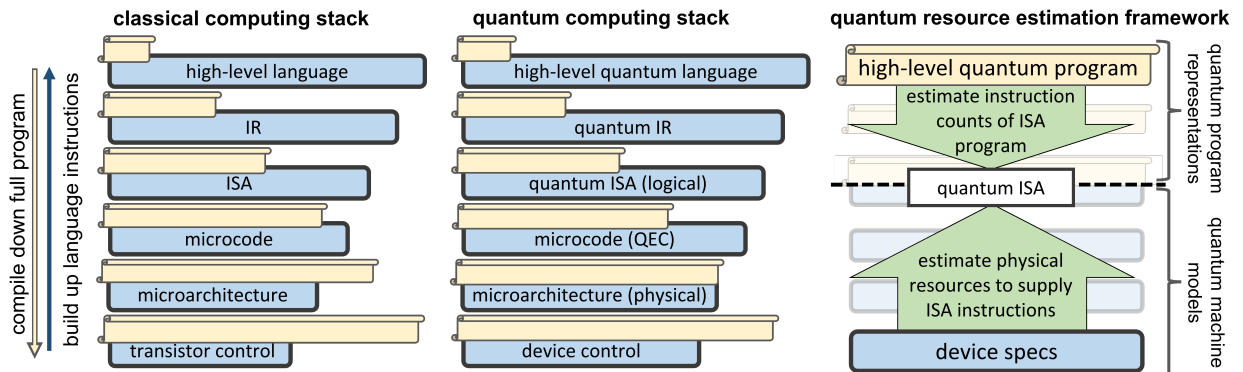 classical computing stack
high-level language
IR
ISA
microcode
microarchitecture
transistor control
compile down full program
build up language instructions
quantum computing stack
high-level quantum language
quantum IR
quantum ISA (logical)
microcode (QEC)
microarchitecture (physical)
device control
quantum resource estimation framework
high-level quantum program
estimate instruction
counts of ISA
program
quantum ISA
estimate physical
resources to supply
ISA instructions
device specs
quantum program
representations
quantum machine
models